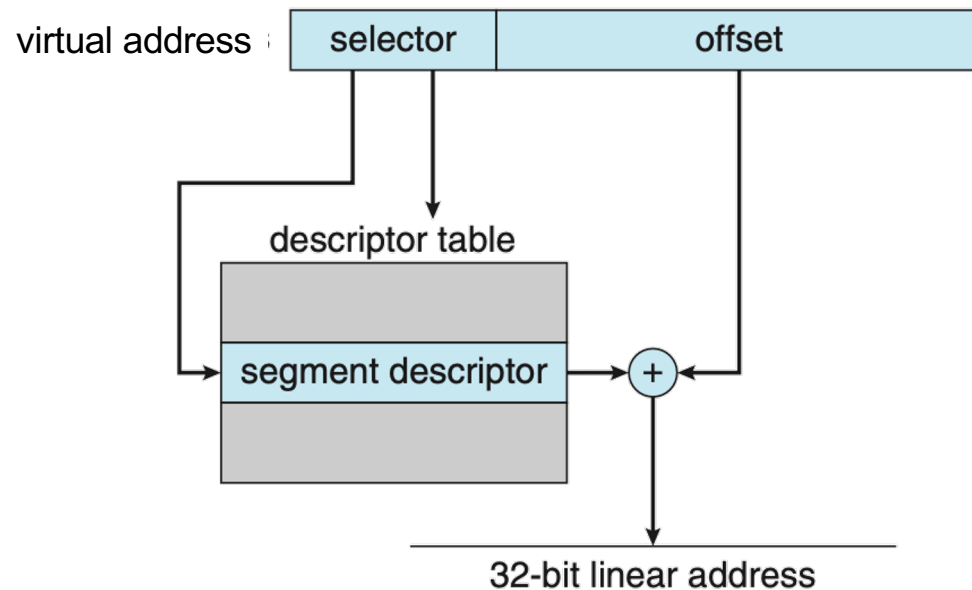 virtual address
selector
offset
descriptor table
segment descriptor
+
32-bit linear address